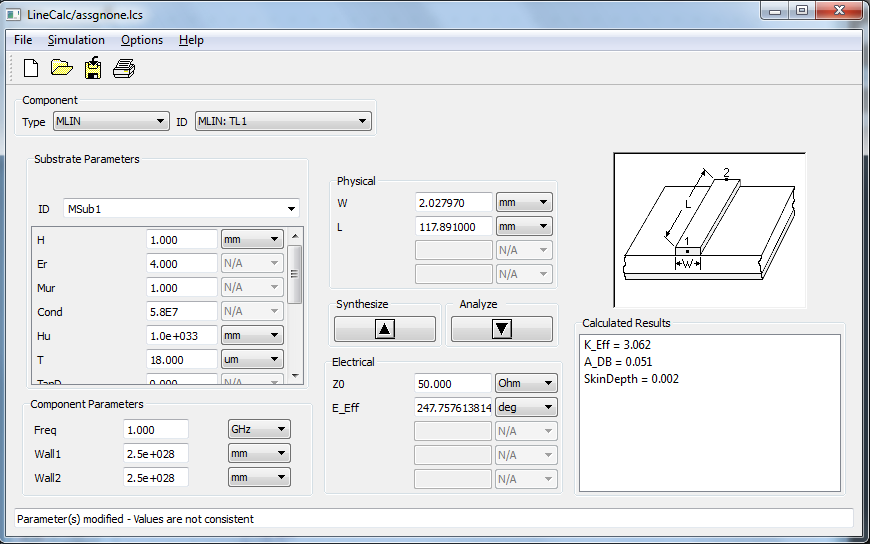 LineCalc/assgnone.lcs
File Simulation Options Help
Component
Type MLIN ID MLIN: TL1
Substrate Parameters
ID MSub1
H 1.000 mm
Er 4.000 N/A
Mur 1.000 N/A
Cond 5.8E7 N/A
Hu 1.0e+033 mm
T 18.000 um
TanD 0.000 N/A
Component Parameters
Freq 1.000 GHz
Wall1 2.5e+028 mm
Wall2 2.5e+028 mm
Physical
W 2.027970 mm
L 117.891000 mm
N/A
N/A
Synthesize Analyze
Electrical
Z0 50.000 Ohm
E_Eff 247.757613814 deg
N/A
N/A
N/A
2
L
1
W
Calculated Results
K_Eff = 3.062
A_DB = 0.051
SkinDepth = 0.002
Parameter(s) modified - Values are not consistent